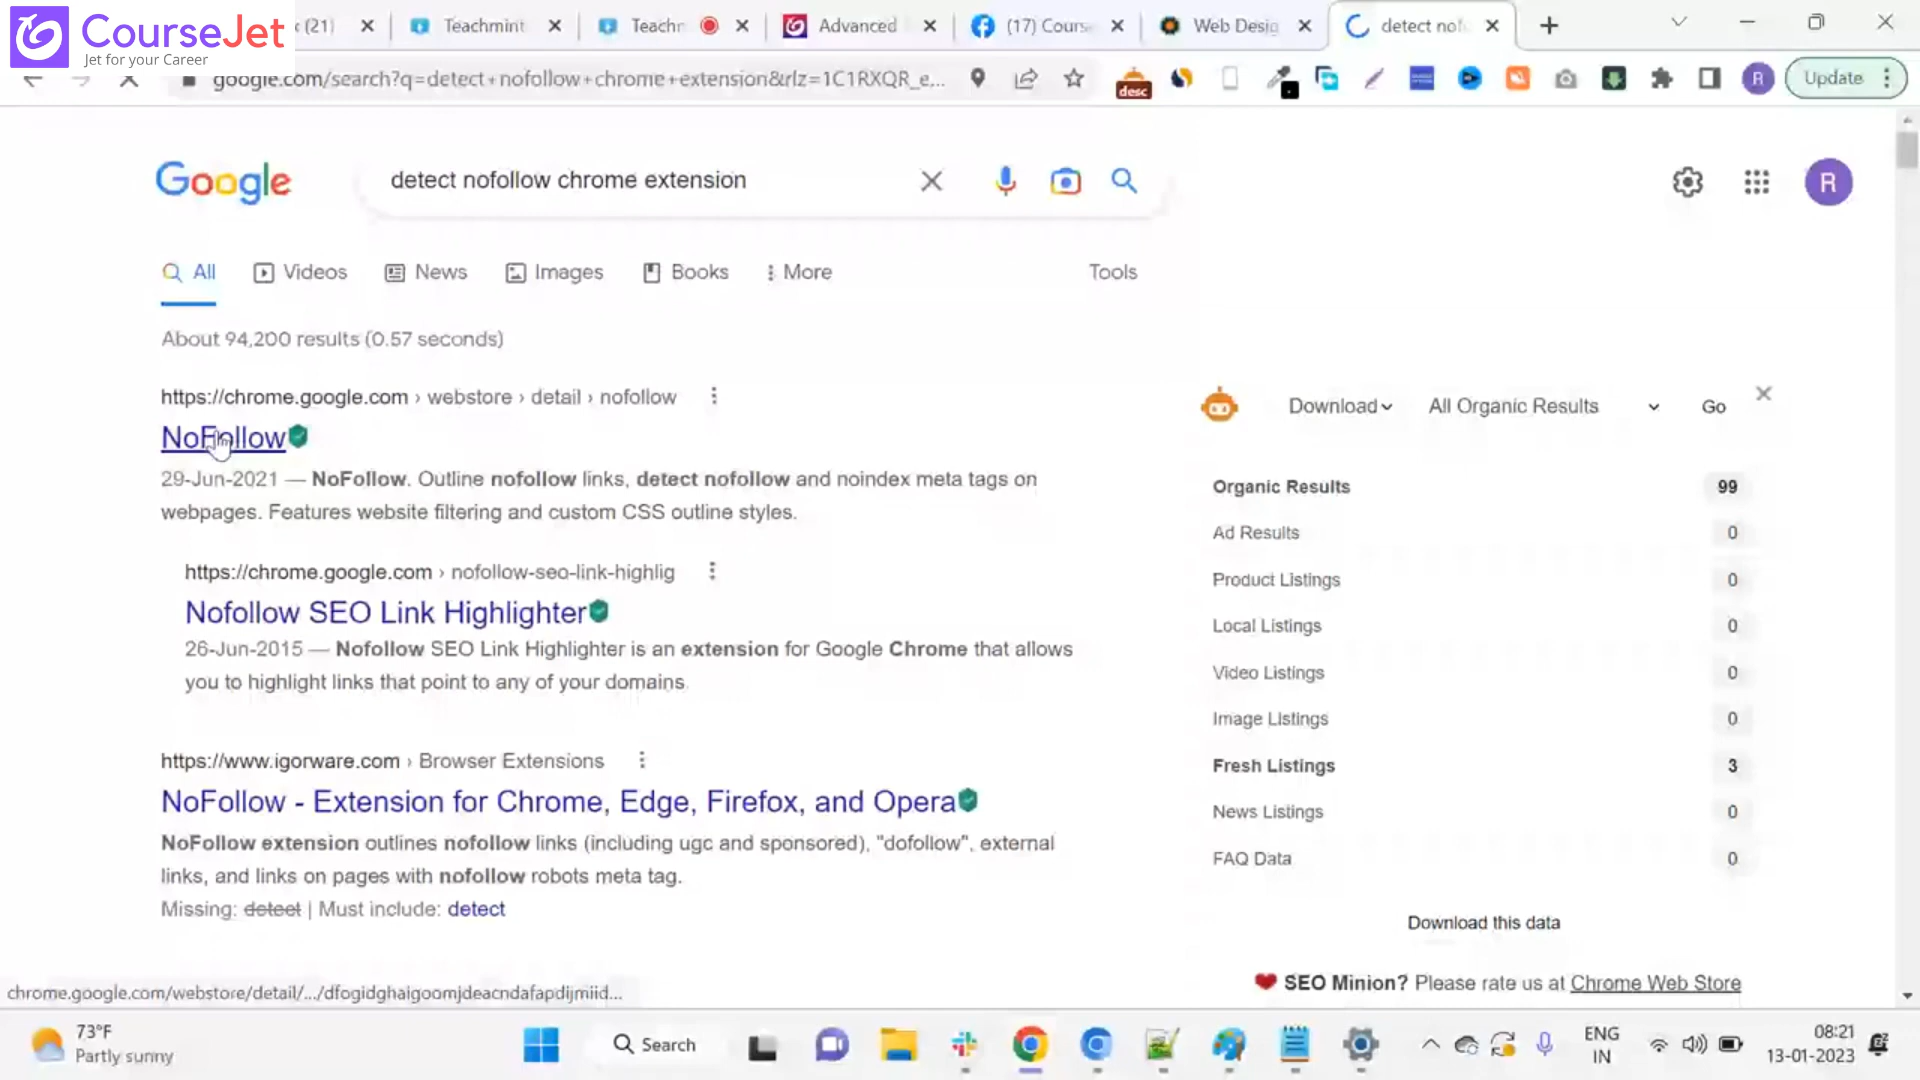 CourseJet
Jet for your Career
(21)
Teachmint
Teachr
Advanced
(17) Course
Web Desig
detect nof
google.com/search?q=detect+nofollow+chrome+extension&rlz=1C1RXQR_e...
desc
R
Update
Google
detect nofollow chrome extension
R
All
Videos
News
Images
Books
More
Tools
About 94,200 results (0.57 seconds)
https://chrome.google.com › webstore › detail › nofollow
NoFollow
29-Jun-2021 — NoFollow. Outline nofollow links, detect nofollow and noindex meta tags on
webpages. Features website filtering and custom CSS outline styles.
https://chrome.google.com › nofollow-seo-link-highlig
Nofollow SEO Link Highlighter
26-Jun-2015 — Nofollow SEO Link Highlighter is an extension for Google Chrome that allows
you to highlight links that point to any of your domains.
https://www.igorware.com › Browser Extensions
NoFollow - Extension for Chrome, Edge, Firefox, and Opera
NoFollow extension outlines nofollow links (including ugc and sponsored), "dofollow", external
links, and links on pages with nofollow robots meta tag.
Missing: detect | Must include: detect
Download
All Organic Results
Go
Organic Results 99
Ad Results 0
Product Listings 0
Local Listings 0
Video Listings 0
Image Listings 0
Fresh Listings 3
News Listings 0
FAQ Data 0
Download this data
SEO Minion? Please rate us at Chrome Web Store
chrome.google.com/webstore/detail/.../dfogidghaigoomjdeacndafapdijmiid...
73°F
Partly sunny
Search
ENG
IN
08:21
13-01-2023